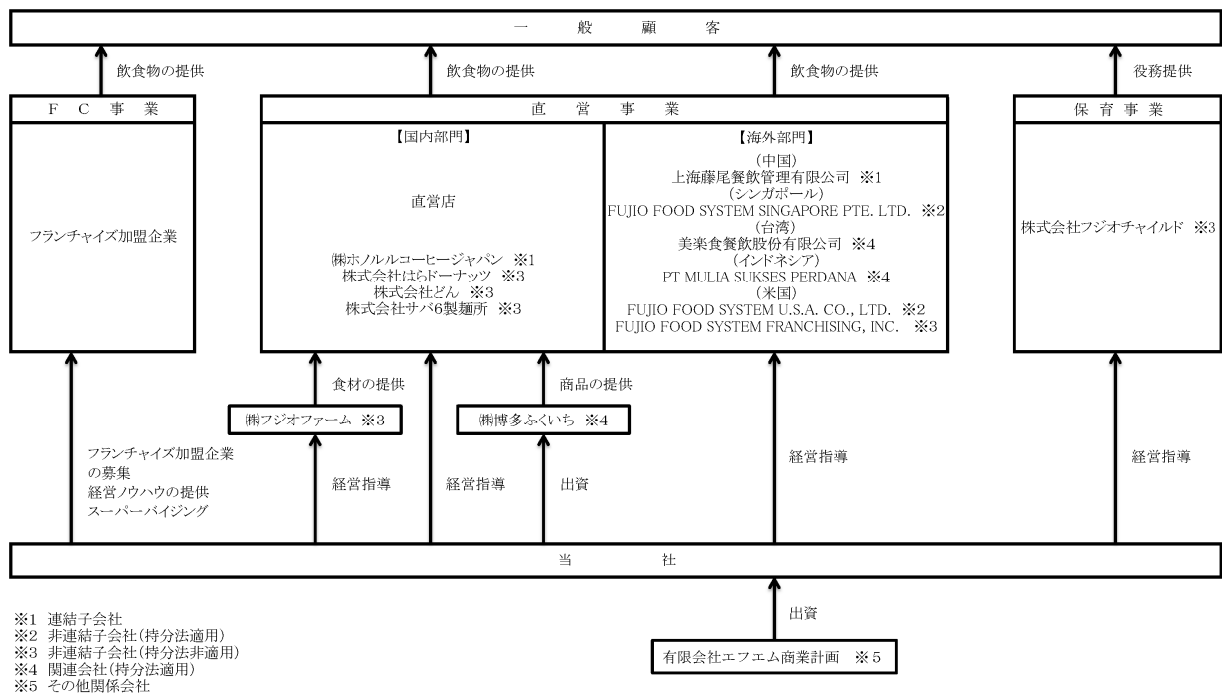 一般顧客
飲食物の提供
飲食物の提供
飲食物の提供
役務提供
FC事業
直営事業
保育事業
フランチャイズ加盟企業
【国内部門】
直営店
㈱ホノルルコーヒージャパン ※1
株式会社はらドーナッツ ※3
株式会社どん ※3
株式会社サバ6製麺所 ※3
【海外部門】
(中国)
上海藤尾餐飲管理有限公司 ※1
(シンガポール)
FUJIO FOOD SYSTEM SINGAPORE PTE. LTD. ※2
(台湾)
美楽食餐飲股份有限公司 ※4
(インドネシア)
PT MULIA SUKSES PERDANA ※4
(米国)
FUJIO FOOD SYSTEM U.S.A. CO., LTD. ※2
FUJIO FOOD SYSTEM FRANCHISING, INC. ※3
株式会社フジオチャイルド ※3
食材の提供
商品の提供
㈱フジオファーム ※3
㈱博多ふくいち ※4
フランチャイズ加盟企業
の募集
経営ノウハウの提供
スーパーバイジング
経営指導
経営指導
出資
経営指導
経営指導
当社
出資
有限会社エフエム商業計画 ※5
※1 連結子会社
※2 非連結子会社(持分法適用)
※3 非連結子会社(持分法非適用)
※4 関連会社(持分法適用)
※5 その他関係会社